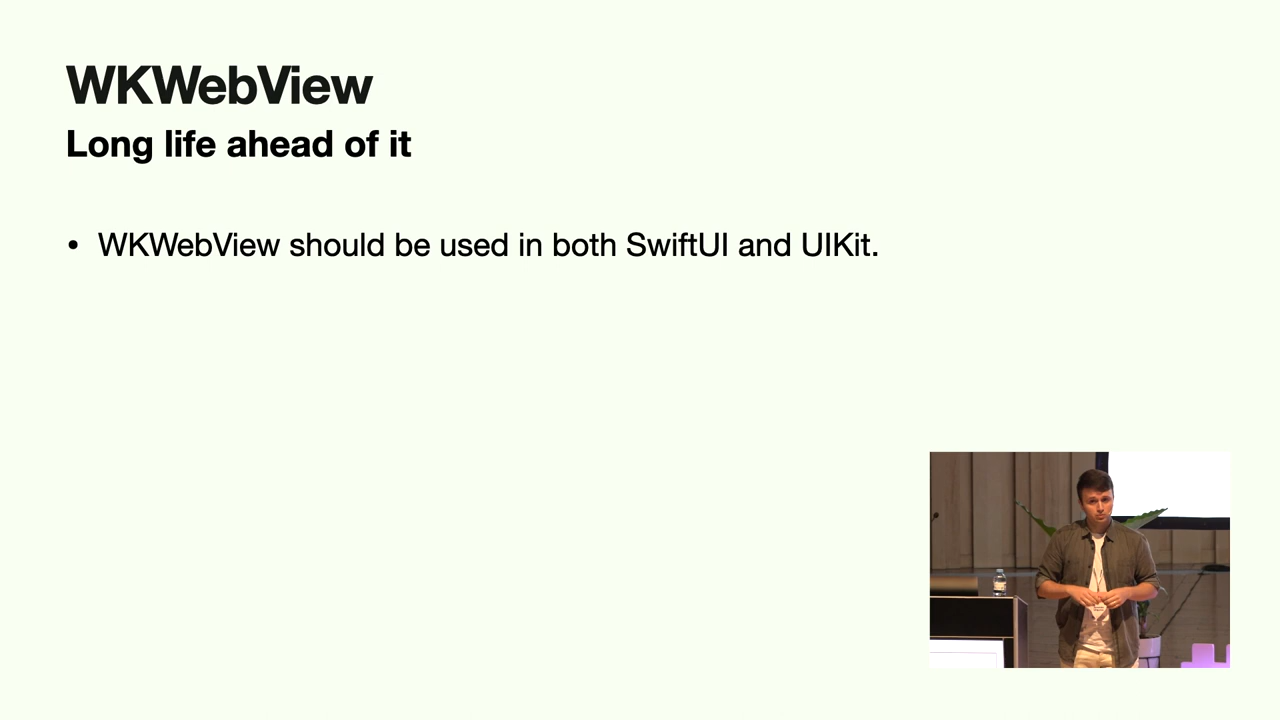 WKWebView
Long life ahead of it
• WKWebView should be used in both SwiftUI and UIKit.